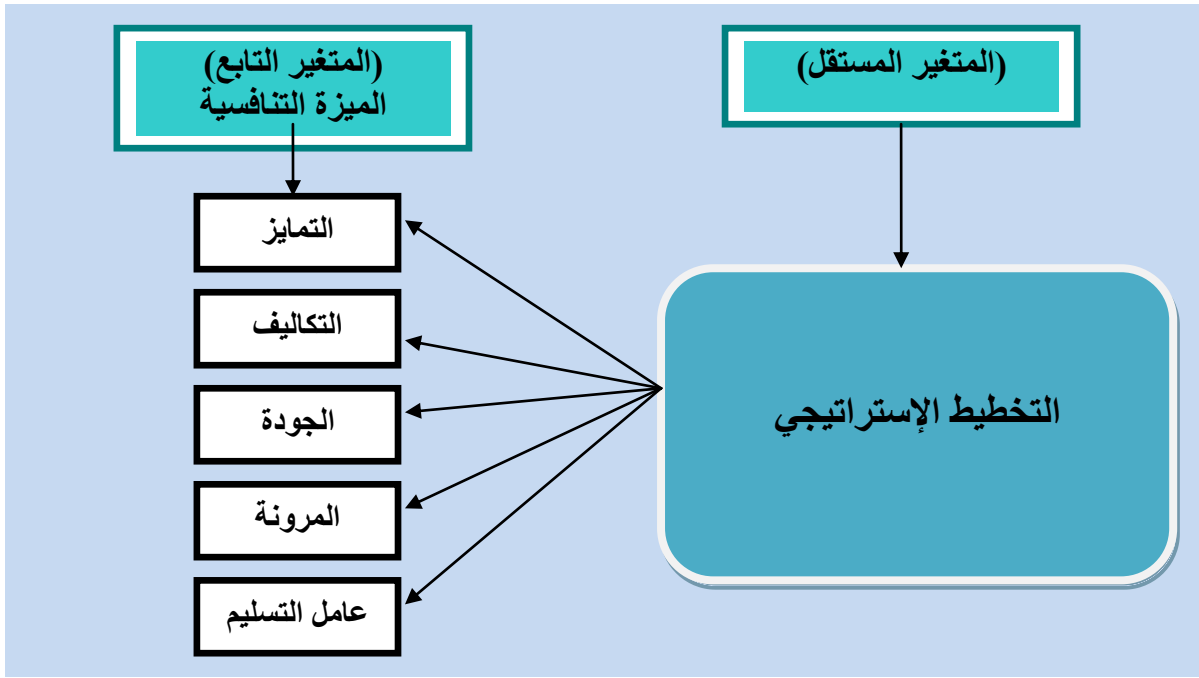 (المتغير المستقل)
(المتغير التابع)
الميزة التنافسية
التمايز
التكاليف
الجودة
المرونة
عامل التسليم
التخطيط الإستراتيجي